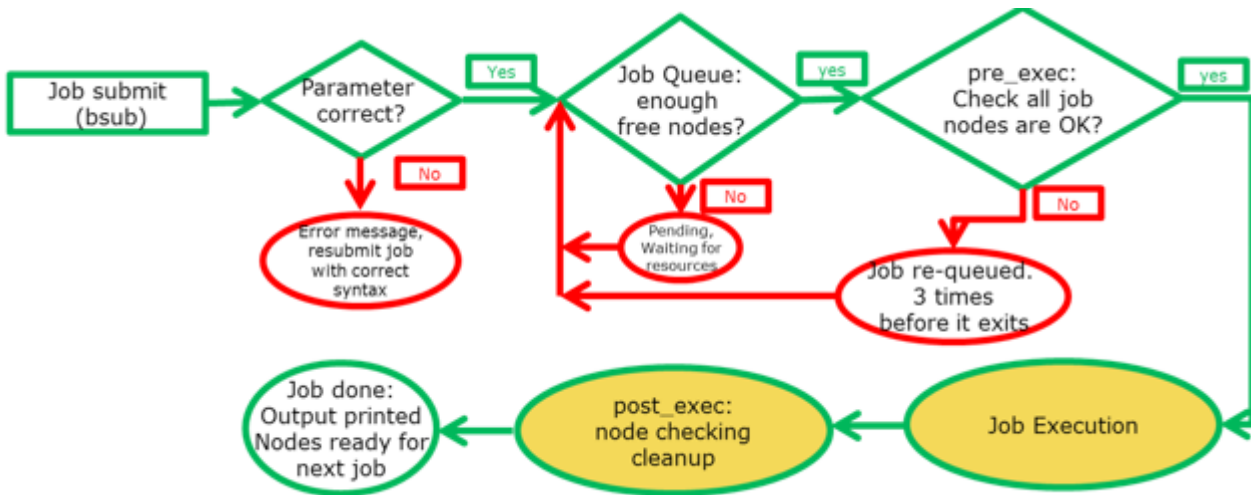 Job submit
(bsub)
Parameter
correct?
Yes
No
Error message,
resubmit job
with correct
syntax
Job Queue:
enough
free nodes?
yes
No
Pending,
Waiting for
resources
pre_exec:
Check all job
nodes are OK?
yes
No
Job re-queued.
3 times
before it exits
Job Execution
post_exec:
node checking
cleanup
Job done:
Output printed
Nodes ready for
next job